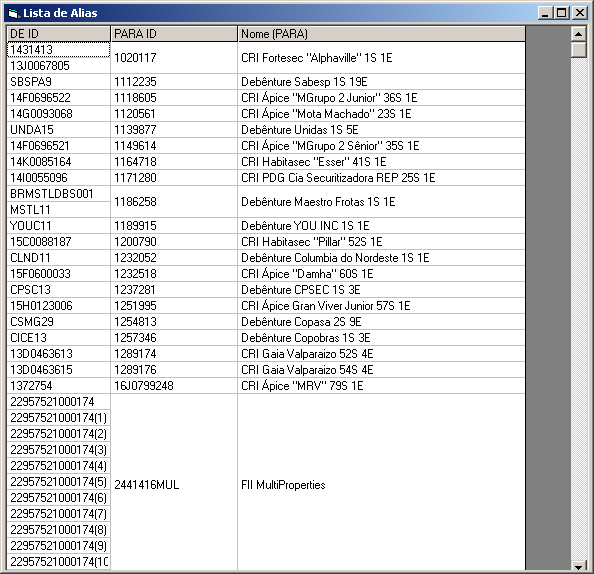 Lista de Alias
DE ID PARA ID Nome (PARA)
1431413
1020117 CRI Fortesec "Alphaville" 1S 1E
13J0067805
SBSPA9 1112235 Debênture Sabesp 1S 19E
14F0696522 1118605 CRI Ápice "MGrupo 2 Junior" 36S 1E
14G0093068 1120561 CRI Ápice "Mota Machado" 23S 1E
UNDA15 1139877 Debênture Unidas 1S 5E
14F0696521 1149614 CRI Ápice "MGrupo 2 Sênior" 35S 1E
14K0085164 1164718 CRI Habitasec "Esser" 41S 1E
14I0055096 1171280 CRI PDG Cia Securitizadora REP 25S 1E
BRMSTLDBS001
1186258 Debênture Maestro Frotas 1S 1E
MSTL11
YOUC11 1189915 Debênture YOU INC 1S 1E
15C0088187 1200790 CRI Habitasec "Pillar" 52S 1E
CLND11 1232052 Debênture Columbia do Nordeste 1S 1E
15F0600033 1232518 CRI Ápice "Damha" 60S 1E
CPSC13 1237281 Debênture CPSEC 1S 3E
15H0123006 1251995 CRI Ápice Gran Viver Junior 57S 1E
CSMG29 1254813 Debênture Copasa 2S 9E
CICE13 1257346 Debênture Copobras 1S 3E
13D0463613 1289174 CRI Gaia Valparaizo 52S 4E
13D0463615 1289176 CRI Gaia Valparaizo 54S 4E
1372754 16J0799248 CRI Ápice "MRV" 79S 1E
22957521000174
22957521000174(1)
22957521000174(2)
22957521000174(3)
22957521000174(4)
22957521000174(5) 2441416MUL FII MultiProperties
22957521000174(6)
22957521000174(7)
22957521000174(8)
22957521000174(9)
22957521000174(10